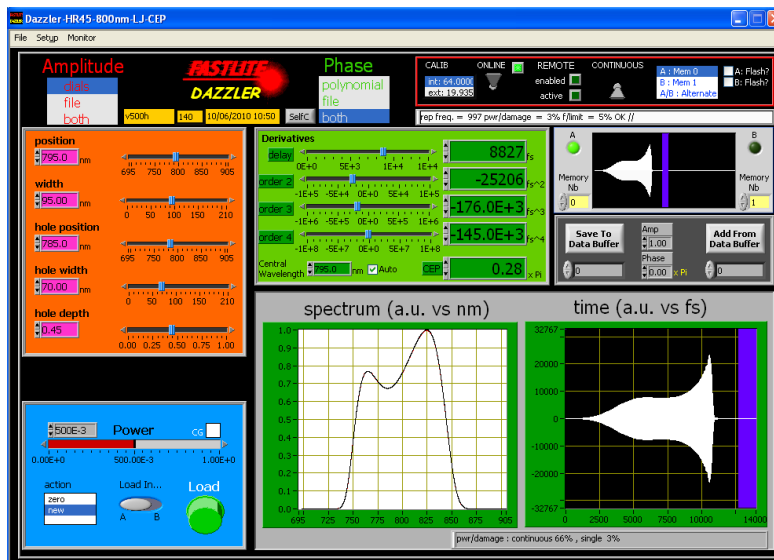 Dazzler-HR45-800nm-LJ-CEP
File Setup Monitor
Amplitude
dials
file
both
FASTLITE
DAZZLER
v500h 140 10/06/2010 10:50 SelfC
Phase
polynomial
file
both
CALIB ONLINE REMOTE CONTINUOUS
int: 64.0000
ext: 19.935
enabled
active
A : Mem 0
B : Mem 1
A/B : Alternate
A: Flash?
B: Flash?
rep freq. = 997 pwr/damage = 3% f/limit = 5% OK //
position
795.0 nm
695 750 800 850 905
width
95.00 nm
0 50 100 150 210
hole position
785.0 nm
695 750 800 850 905
hole width
70.00 nm
0 50 100 150 210
hole depth
0.45
0.00 0.25 0.50 0.75 1.00
Derivatives
delay 8827 fs
0E+0 5E+3 1E+4 1E+4
order 2 -25206 fs^2
-1E+5 -5E+4 0E+0 5E+4 1E+5
order 3 -176.0E+3 fs^3
-1E+6 -5E+5 0E+0 5E+5 1E+6
order 4 -145.0E+3 fs^4
-1E+8 -5E+7 0E+0 5E+7 1E+8
Central Wavelength 795.0 nm Auto CEP 0.28 x Pi
A
B
Memory Nb
0
Memory Nb
1
Save To Data Buffer
0
Amp
1.00
Phase
0.00 x Pi
Add From Data Buffer
0
spectrum (a.u. vs nm)
1.0
0.9
0.8
0.7
0.6
0.5
0.4
0.3
0.2
0.1
0.0
695 725 750 775 800 825 850 875 905
time (a.u. vs fs)
32767
20000
10000
0
-10000
-20000
-32767
0 2500 5000 7500 10000 14000
500E-3 Power CG
0.00E+0 500.00E-3 1.00E+0
action
zero
new
Load In...
A B
Load
pwr/damage : continuous 66% , single 3%